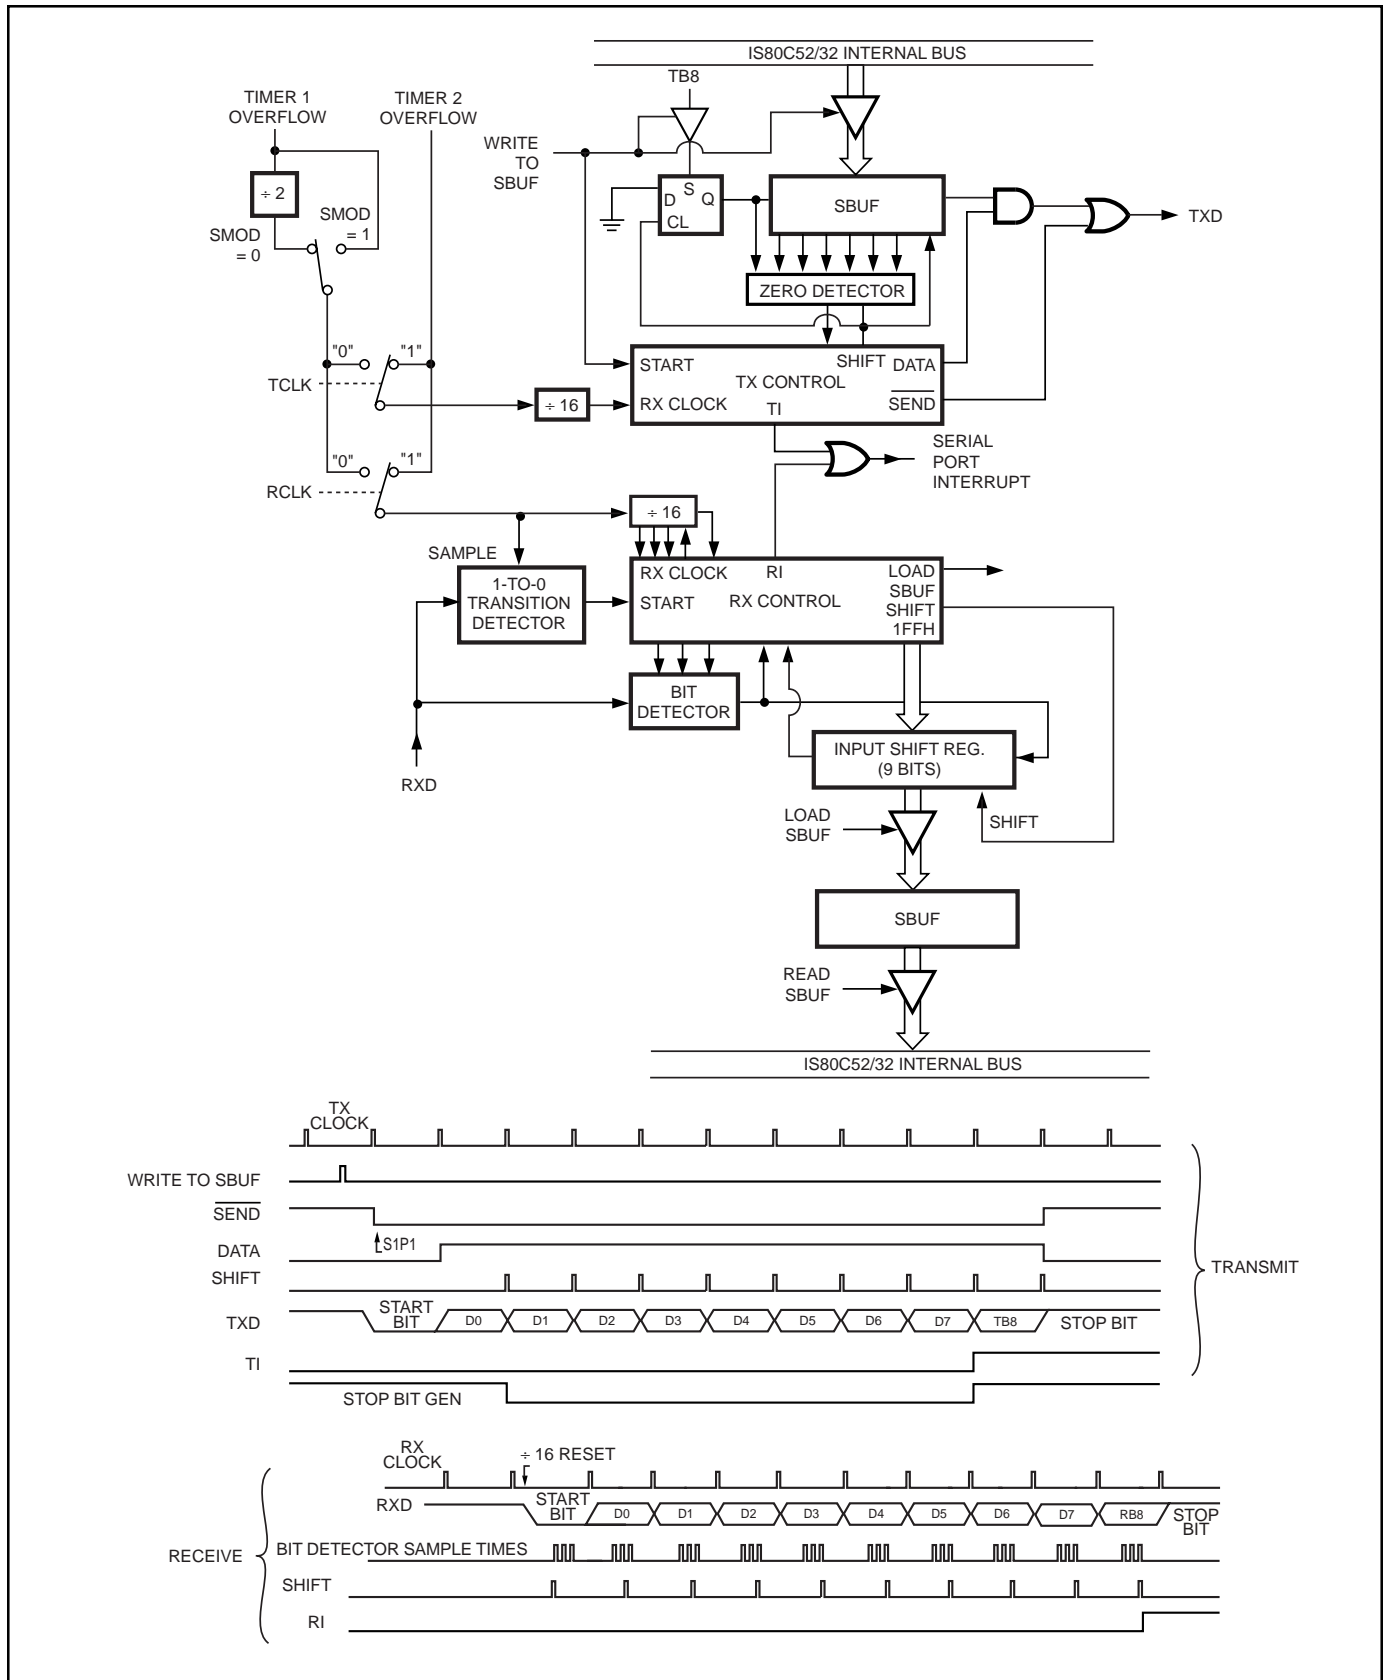 IS80C52/32 INTERNAL BUS
TB8
TIMER 1
OVERFLOW
TIMER 2
OVERFLOW
WRITE
TO
SBUF
÷ 2
SMOD
= 1
SMOD
= 0
S
D
Q
CL
SBUF
TXD
ZERO DETECTOR
"0"
"1"
TCLK
START
SHIFT
DATA
TX CONTROL
÷ 16
RX CLOCK
TI
SEND
"0"
"1"
RCLK
SERIAL
PORT
INTERRUPT
÷ 16
SAMPLE
1-TO-0
TRANSITION
DETECTOR
RX CLOCK
RI
LOAD
SBUF
START
RX CONTROL
SHIFT
1FFH
BIT
DETECTOR
RXD
INPUT SHIFT REG.
(9 BITS)
LOAD
SBUF
SHIFT
SBUF
READ
SBUF
IS80C52/32 INTERNAL BUS
TX
CLOCK
WRITE TO SBUF
SEND
S1P1
DATA
SHIFT
TRANSMIT
TXD
START
BIT
D0
D1
D2
D3
D4
D5
D6
D7
TB8
STOP BIT
TI
STOP BIT GEN
RX
CLOCK
÷ 16 RESET
RXD
START
BIT
D0
D1
D2
D3
D4
D5
D6
D7
RB8
STOP
BIT
RECEIVE
BIT DETECTOR SAMPLE TIMES
SHIFT
RI